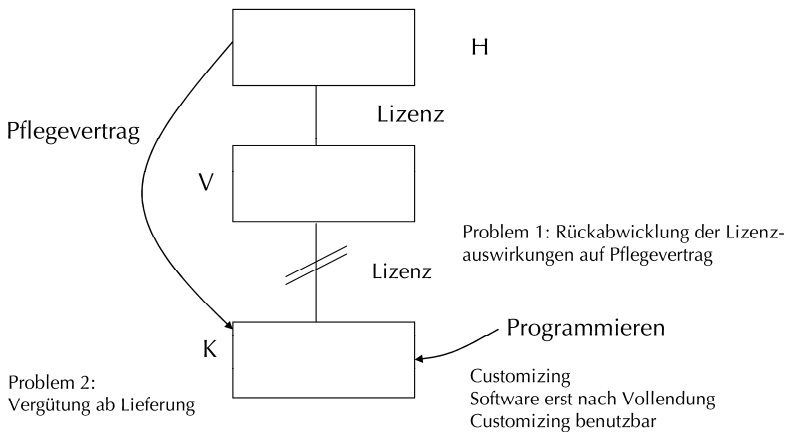 H
Lizenz
Pflegevertrag
V
Problem 1: Rückabwicklung der Lizenz-
auswirkungen auf Pflegevertrag
Lizenz
Programmieren
K
Customizing
Software erst nach Vollendung
Customizing benutzbar
Problem 2:
Vergütung ab Lieferung